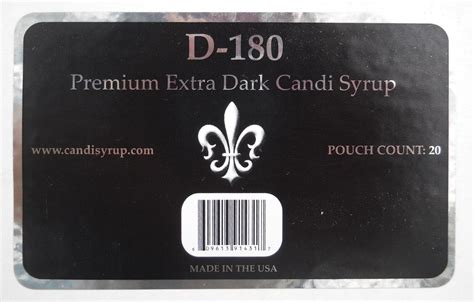 D-180
Premium Extra Dark Candi Syrup
www.candisyrup.com
POUCH COUNT: 20
MADE IN THE USA